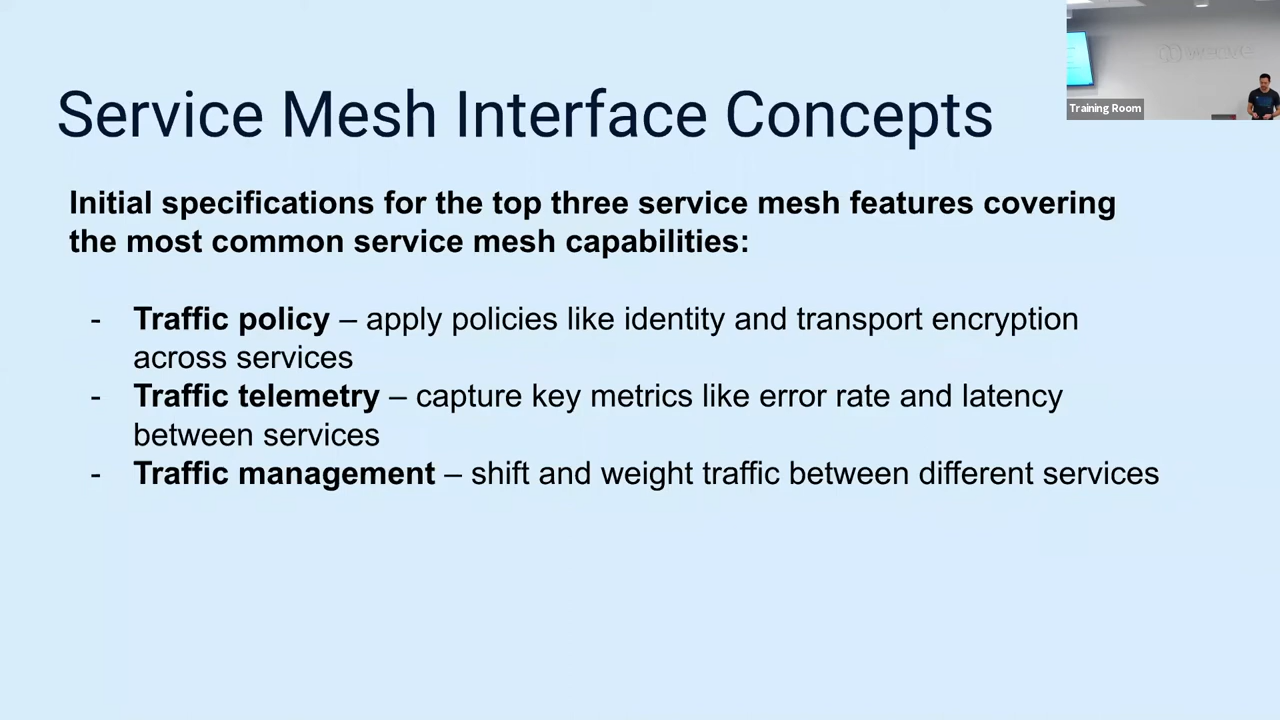 Service Mesh Interface Concepts
Training Room
Initial specifications for the top three service mesh features covering
the most common service mesh capabilities:
- Traffic policy – apply policies like identity and transport encryption
across services
- Traffic telemetry – capture key metrics like error rate and latency
between services
- Traffic management – shift and weight traffic between different services